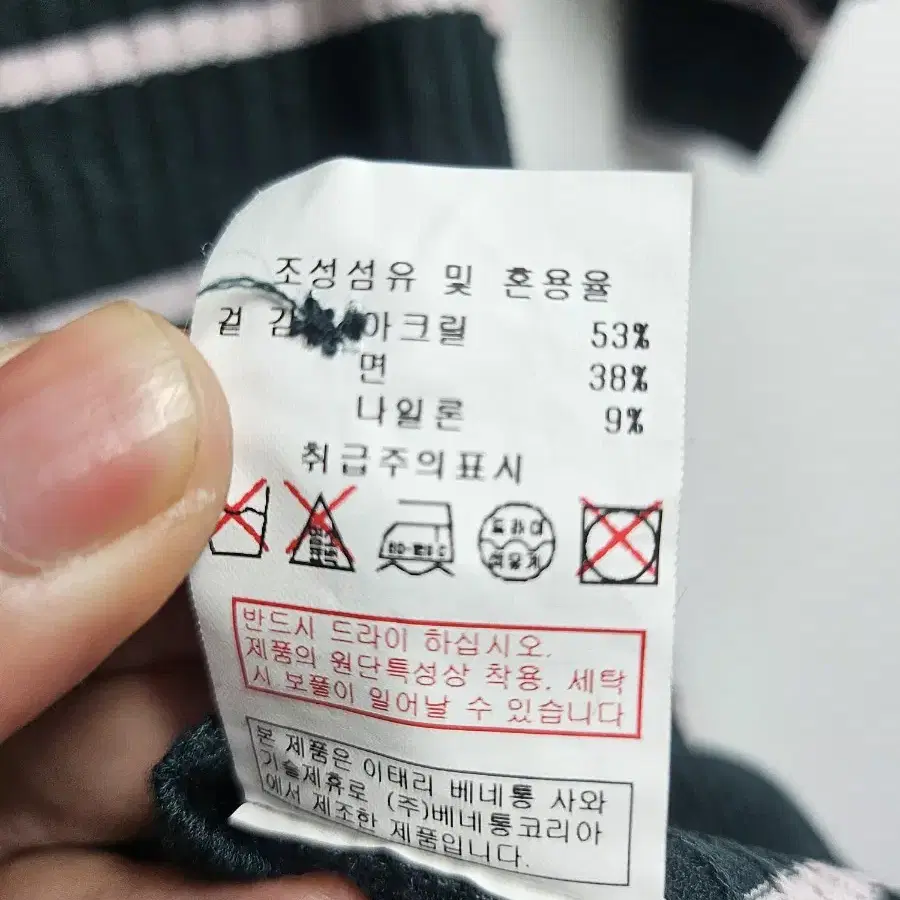 조성섬유 및 혼용율
겉 감 아크릴 53%
면 38%
나일론 9%
취급주의표시
드라이
반드시 드라이 하십시오.
제품의 원단특성상 착용. 세탁
시 보풀이 일어날 수 있습니다
본 제품은 이태리 베네통 사와
기술제휴로 (주)베네통코리아
에서 제조한 제품입니다.